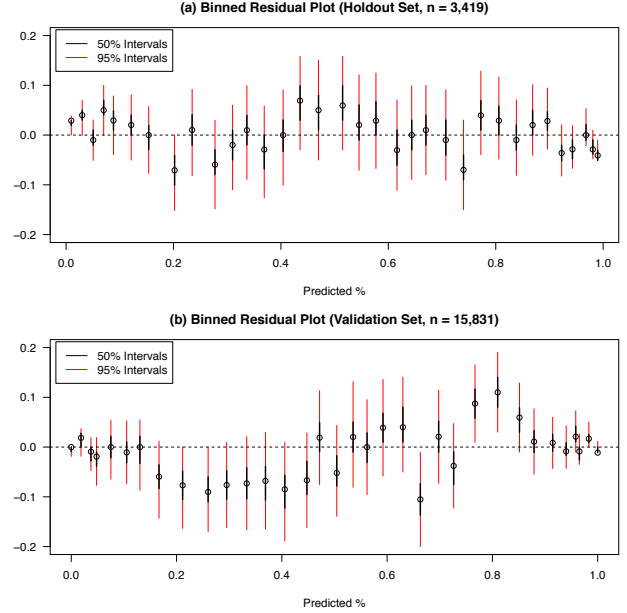 (a) Binned Residual Plot (Holdout Set, n = 3,419)
50% Intervals
95% Intervals
0.2
0.1
0.0
−0.1
−0.2
0.0 0.2 0.4 0.6 0.8 1.0
Predicted %
(b) Binned Residual Plot (Validation Set, n = 15,831)
50% Intervals
95% Intervals
0.2
0.1
0.0
−0.1
−0.2
0.0 0.2 0.4 0.6 0.8 1.0
Predicted %